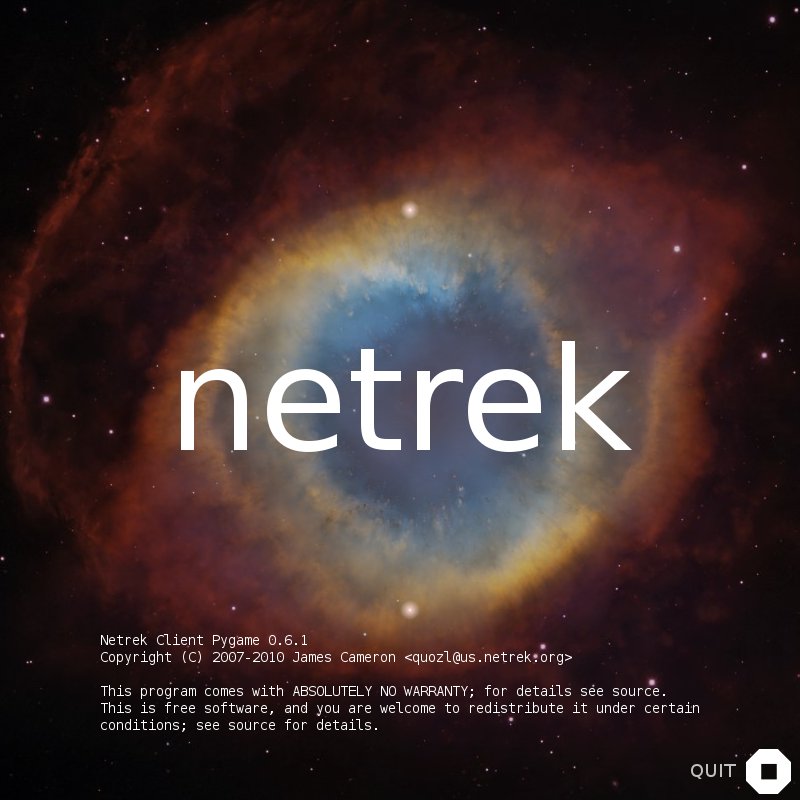 netrek
Netrek Client Pygame 0.6.1
Copyright (C) 2007-2010 James Cameron <quozl@us.netrek.org>
This program comes with ABSOLUTELY NO WARRANTY; for details see source.
This is free software, and you are welcome to redistribute it under certain
conditions; see source for details.
QUIT